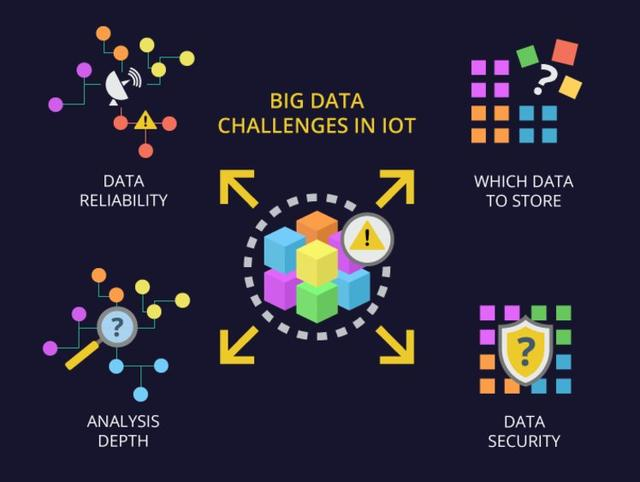 BIG DATA
CHALLENGES IN IOT
DATA
RELIABILITY
WHICH DATA
TO STORE
!
!
?
?
?
ANALYSIS
DEPTH
DATA
SECURITY